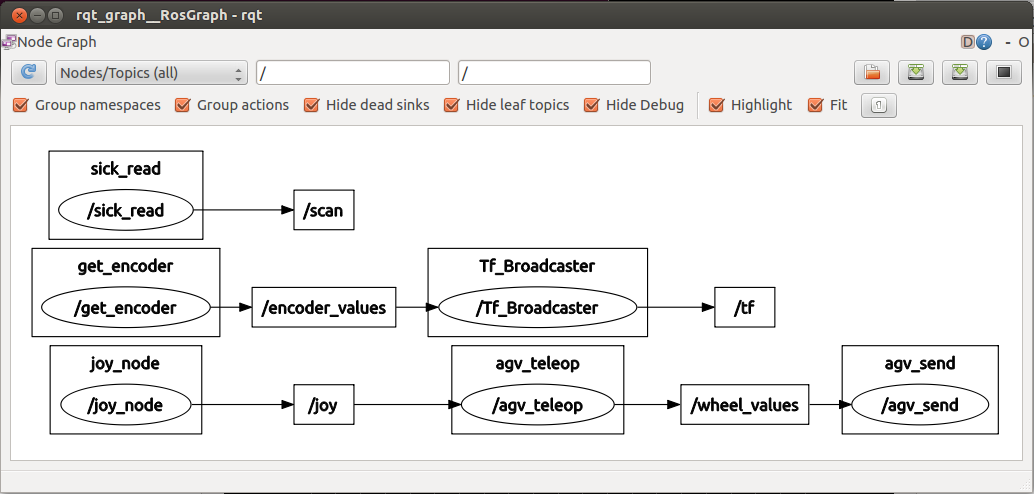 rqt_graph__RosGraph - rqt
Node Graph
D ? - O
Nodes/Topics (all) / /
Group namespaces Group actions Hide dead sinks Hide leaf topics Hide Debug Highlight Fit
sick_read
/sick_read /scan
get_encoder Tf_Broadcaster
/get_encoder /encoder_values /Tf_Broadcaster /tf
joy_node agv_teleop agv_send
/joy_node /joy /agv_teleop /wheel_values /agv_send